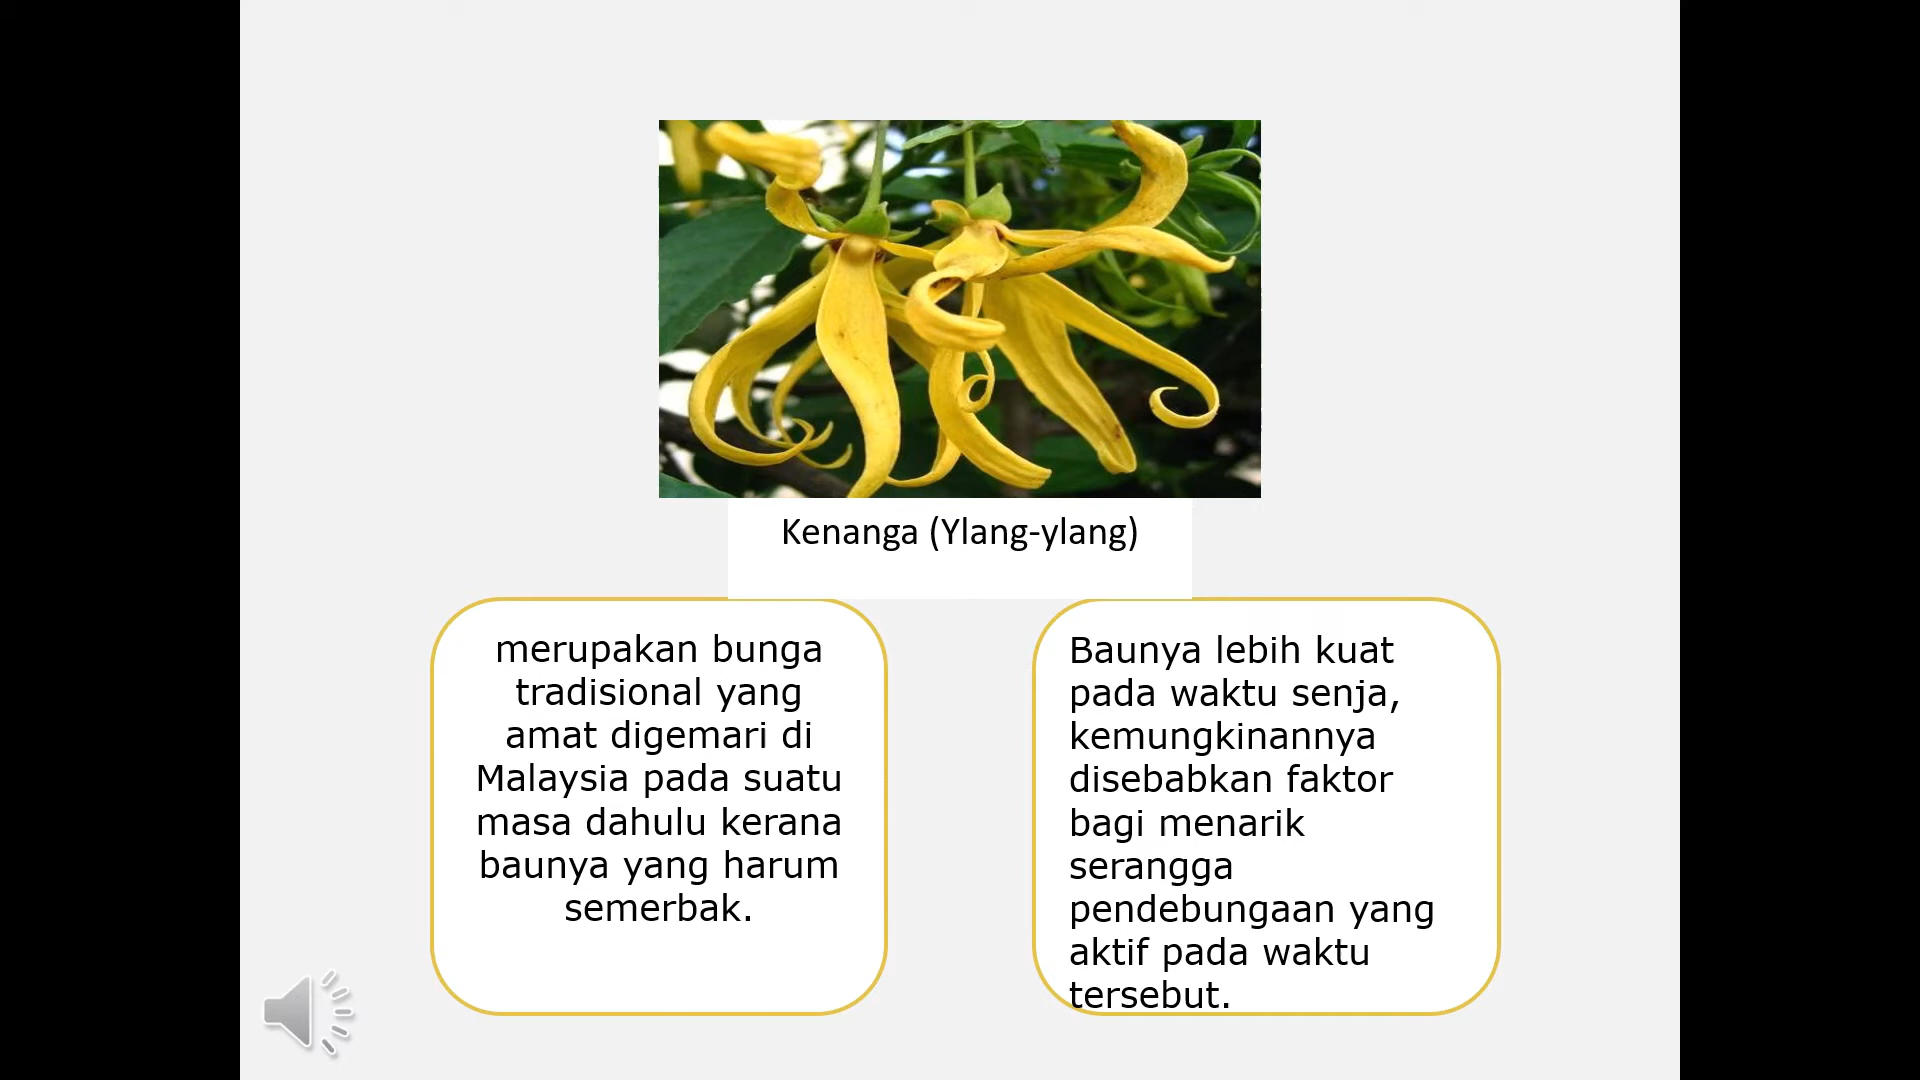 Kenanga (Ylang-ylang)
merupakan bunga
tradisional yang
amat digemari di
Malaysia pada suatu
masa dahulu kerana
baunya yang harum
semerbak.
Baunya lebih kuat
pada waktu senja,
kemungkinannya
disebabkan faktor
bagi menarik
serangga
pendebungaan yang
aktif pada waktu
tersebut.